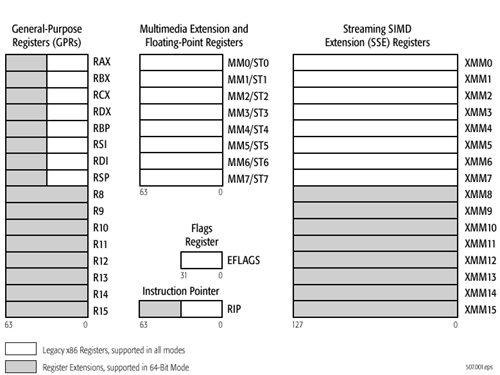 General-Purpose
Registers (GPRs)
RAX
RBX
RCX
RDX
RBP
RSI
RDI
RSP
R8
R9
R10
R11
R12
R13
R14
R15
63 0
Multimedia Extension and
Floating-Point Registers
MM0/ST0
MM1/ST1
MM2/ST2
MM3/ST3
MM4/ST4
MM5/ST5
MM6/ST6
MM7/ST7
63 0
Flags
Register
EFLAGS
31 0
Instruction Pointer
RIP
63 0
Streaming SIMD
Extension (SSE) Registers
XMM0
XMM1
XMM2
XMM3
XMM4
XMM5
XMM6
XMM7
XMM8
XMM9
XMM10
XMM11
XMM12
XMM13
XMM14
XMM15
127 0
Legacy x86 Registers, supported in all modes
Register Extensions, supported in 64-Bit Mode
507.001.eps